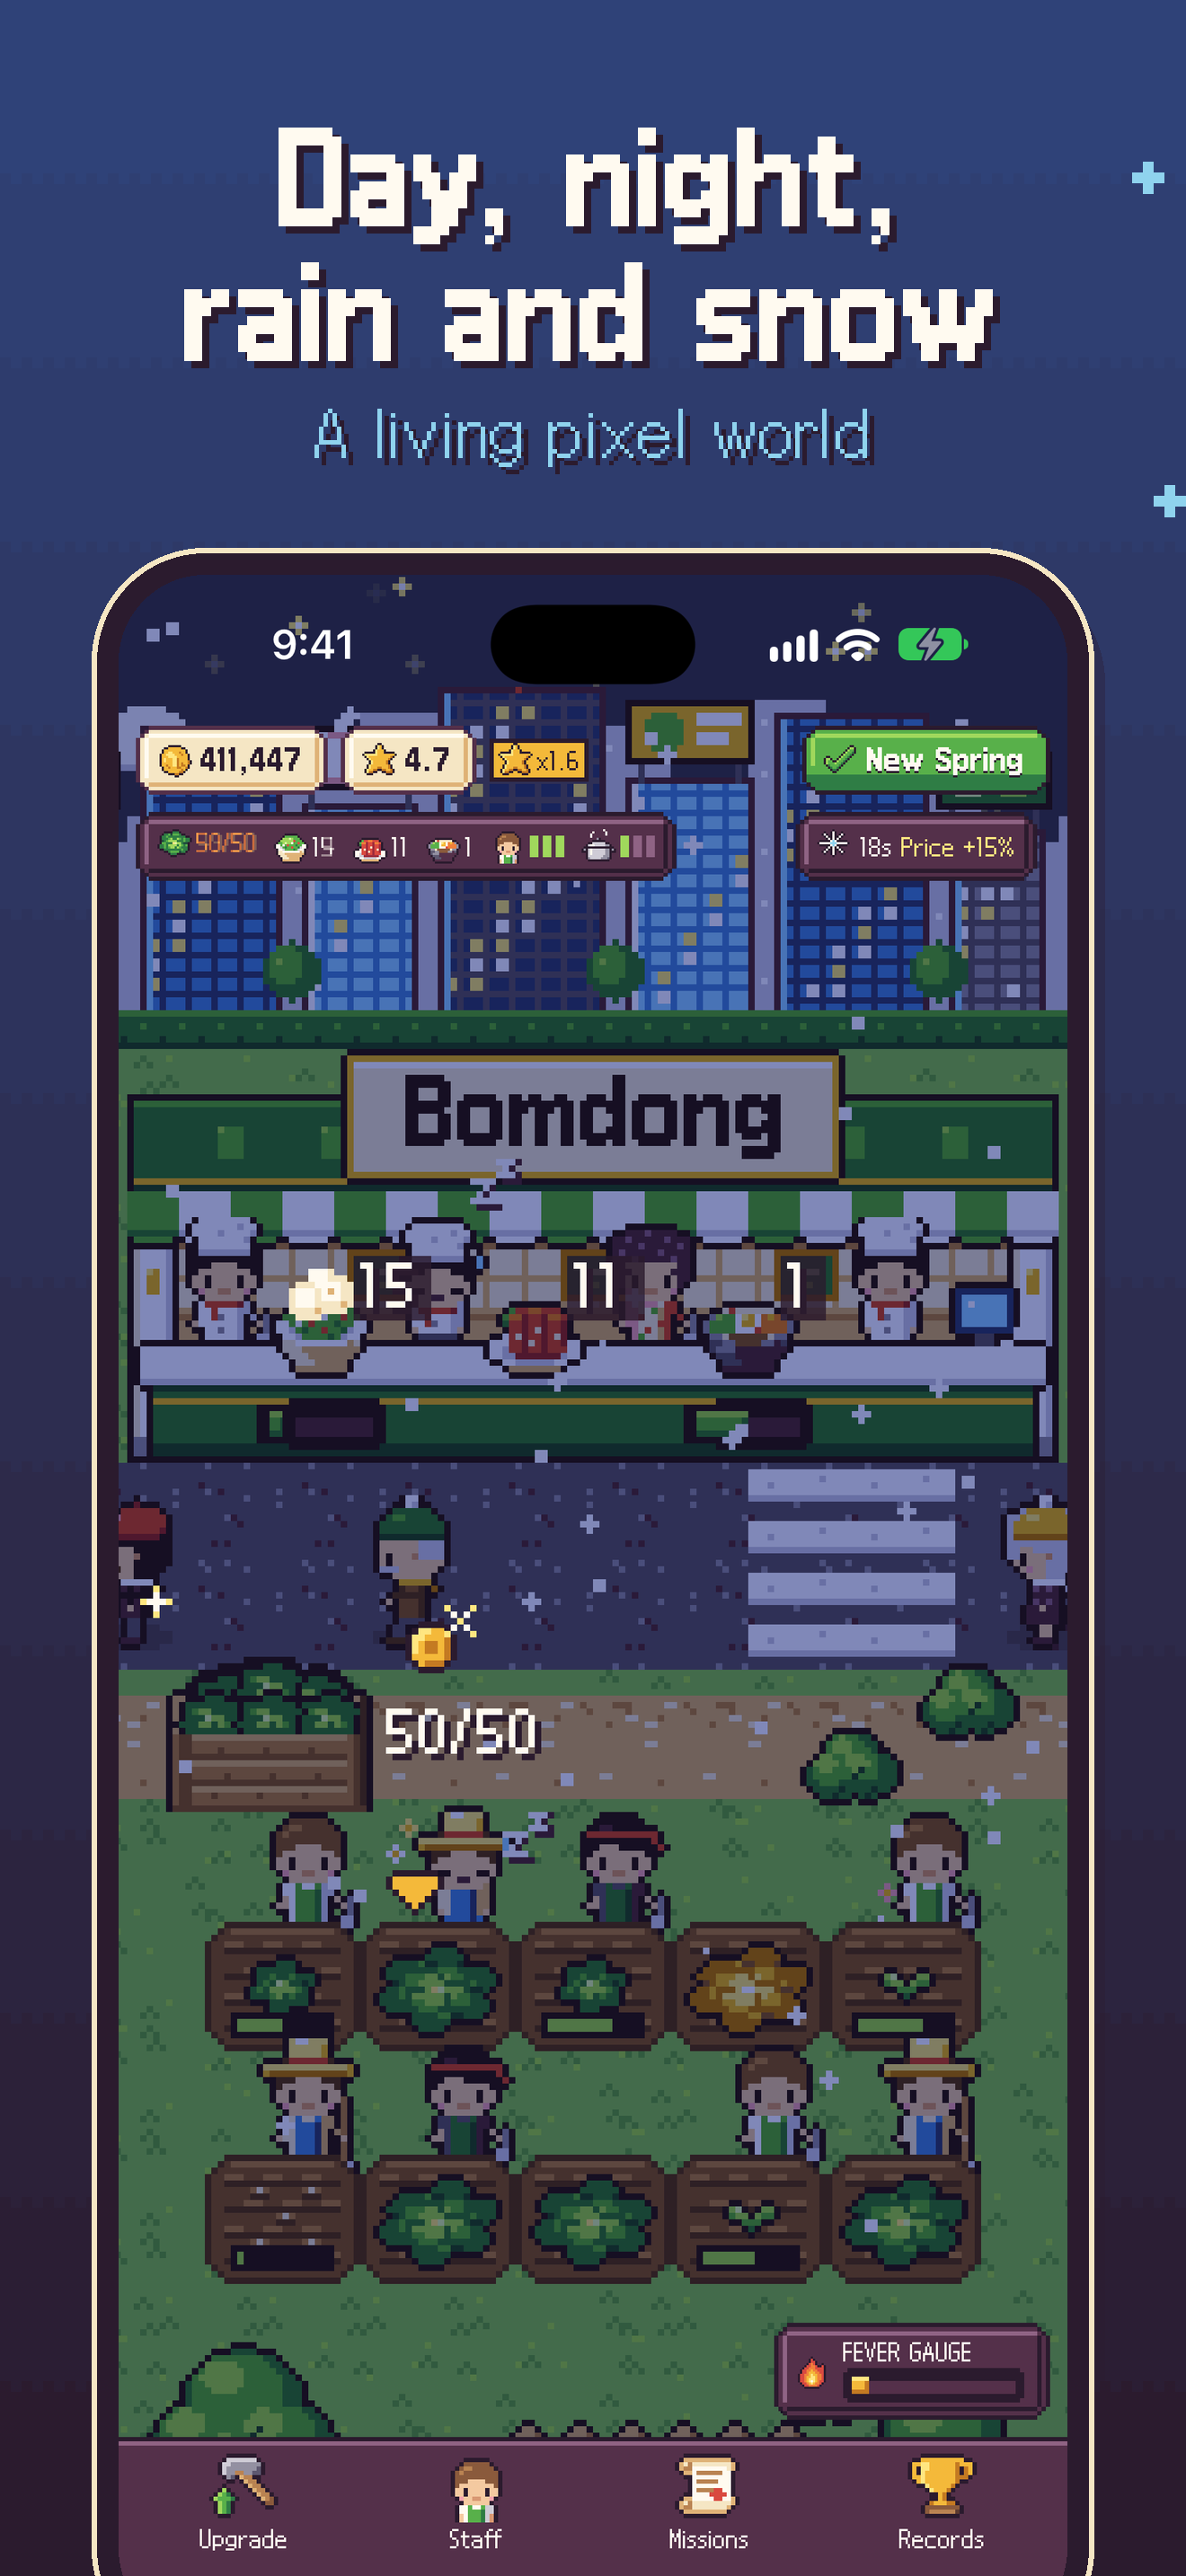 Day, night,
rain and snow
A living pixel world
9:41
411,447
4.7
x1.6
New Spring
50/50
15
11
1
18s Price +15%
Bomdong
15
11
1
50/50
FEVER GAUGE
Upgrade
Staff
Missions
Records